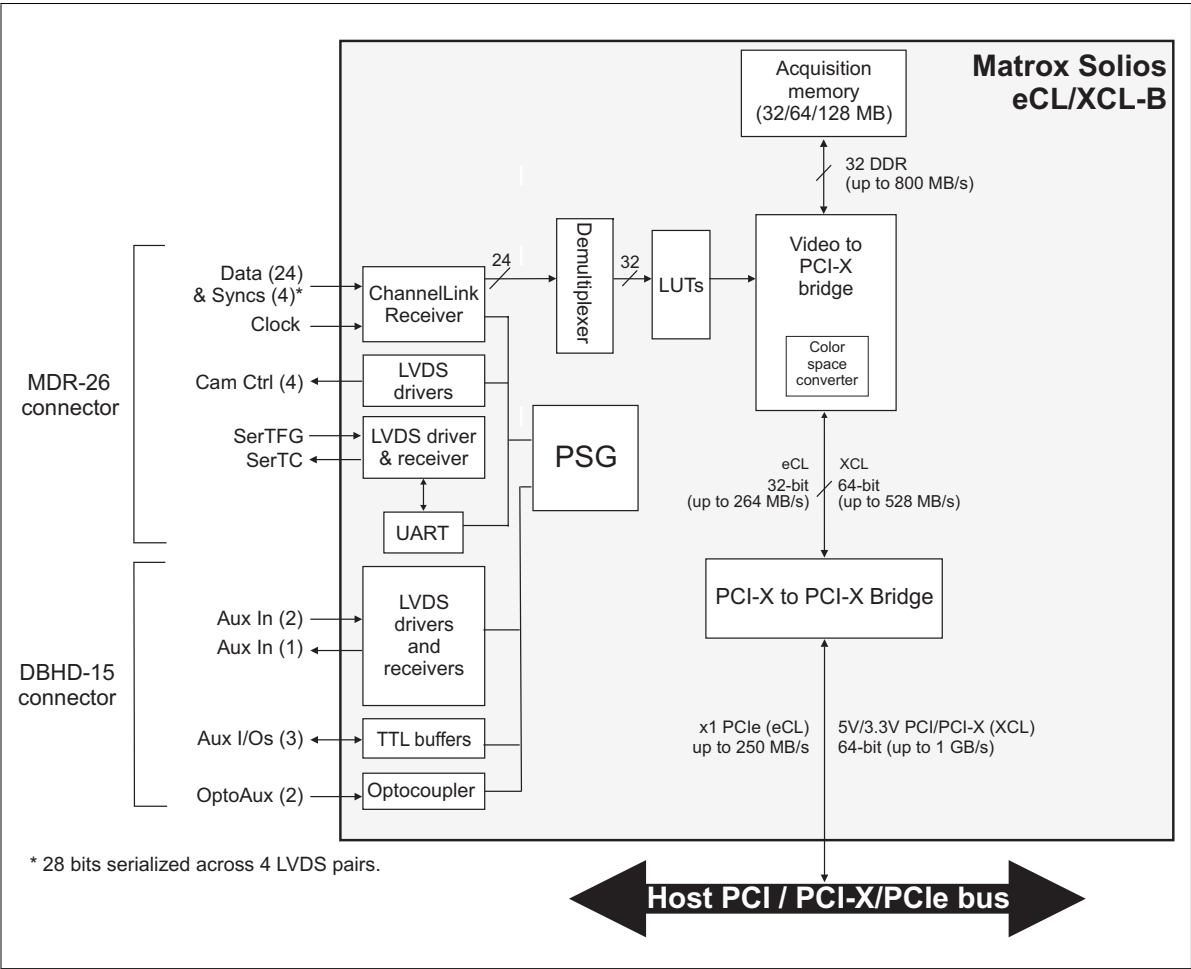 Matrox Solios
eCL/XCL-B
Acquisition
memory
(32/64/128 MB)
32 DDR
(up to 800 MB/s)
Video to
PCI-X
bridge
Color
space
converter
Demultiplexer
24
32
LUTs
Data (24)
& Syncs (4)*
Clock
ChannelLink
Receiver
MDR-26
connector
Cam Ctrl (4)
LVDS
drivers
SerTFG
SerTC
LVDS driver
& receiver
UART
PSG
eCL
32-bit
(up to 264 MB/s)
XCL
64-bit
(up to 528 MB/s)
PCI-X to PCI-X Bridge
DBHD-15
connector
Aux In (2)
Aux In (1)
LVDS
drivers
and
receivers
Aux I/Os (3)
TTL buffers
OptoAux (2)
Optocoupler
x1 PCIe (eCL)
up to 250 MB/s
5V/3.3V PCI/PCI-X (XCL)
64-bit (up to 1 GB/s)
* 28 bits serialized across 4 LVDS pairs.
Host PCI / PCI-X/PCIe bus